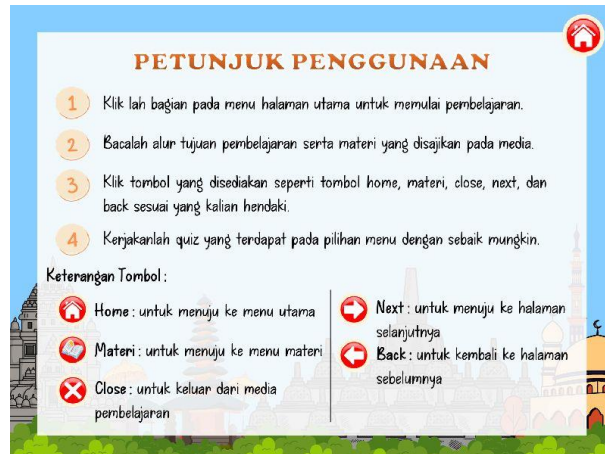 PETUNJUK PENGGUNAAN
1 Klik lah bagian pada menu halaman utama untuk memulai pembelajaran.
2 Bacalah alur tujuan pembelajaran serta materi yang disajikan pada media.
3 Klik tombol yang disediakan seperti tombol home, materi, close, next, dan
back sesuai yang kalian hendaki.
4 Kerjakanlah quiz yang terdapat pada pilihan menu dengan sebaik mungkin.
Keterangan Tombol :
Home : untuk menuju ke menu utama
Materi : untuk menuju ke menu materi
Close : untuk keluar dari media
pembelajaran
Next : untuk menuju ke halaman
selanjutnya
Back : untuk kembali ke halaman
sebelumnya